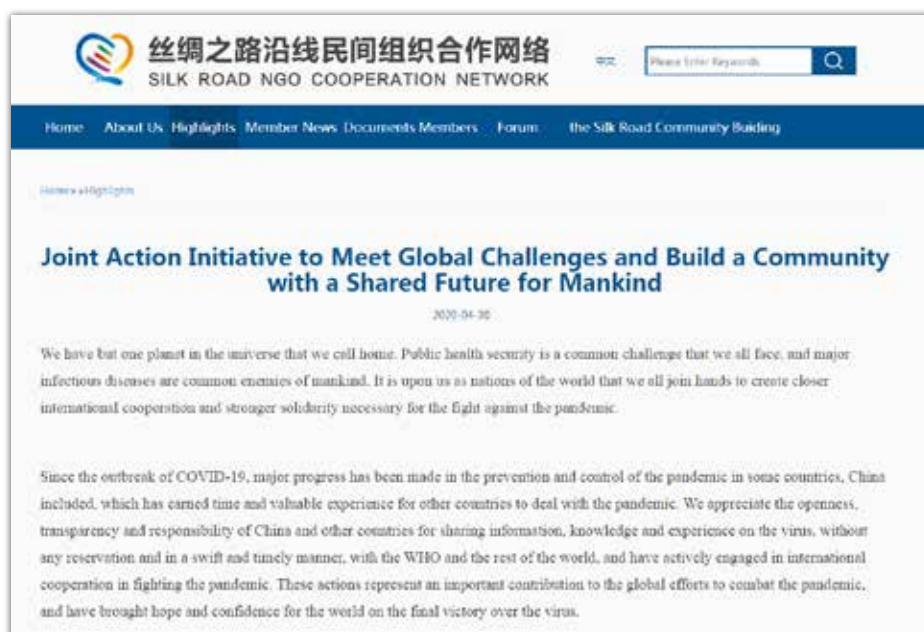 丝绸之路沿线民间组织合作网络
SILK ROAD NGO COOPERATION NETWORK
中文
Please Enter Keywords
Home About Us Highlights Member News Documents Members Forum the Silk Road Community Buiding
Home »Highlights
Joint Action Initiative to Meet Global Challenges and Build a Community
with a Shared Future for Mankind
2020-04-30
We have but one planet in the universe that we call home. Public health security is a common challenge that we all face, and major
infectious diseases are common enemies of mankind. It is upon us as nations of the world that we all join hands to create closer
international cooperation and stronger solidarity necessary for the fight against the pandemic.
Since the outbreak of COVID-19, major progress has been made in the prevention and control of the pandemic in some countries, China
included, which has earned time and valuable experience for other countries to deal with the pandemic. We appreciate the openness,
transparency and responsibility of China and other countries for sharing information, knowledge and experience on the virus, without
any reservation and in a swift and timely manner, with the WHO and the rest of the world, and have actively engaged in international
cooperation in fighting the pandemic. These actions represent an important contribution to the global efforts to combat the pandemic,
and have brought hope and confidence for the world on the final victory over the virus.